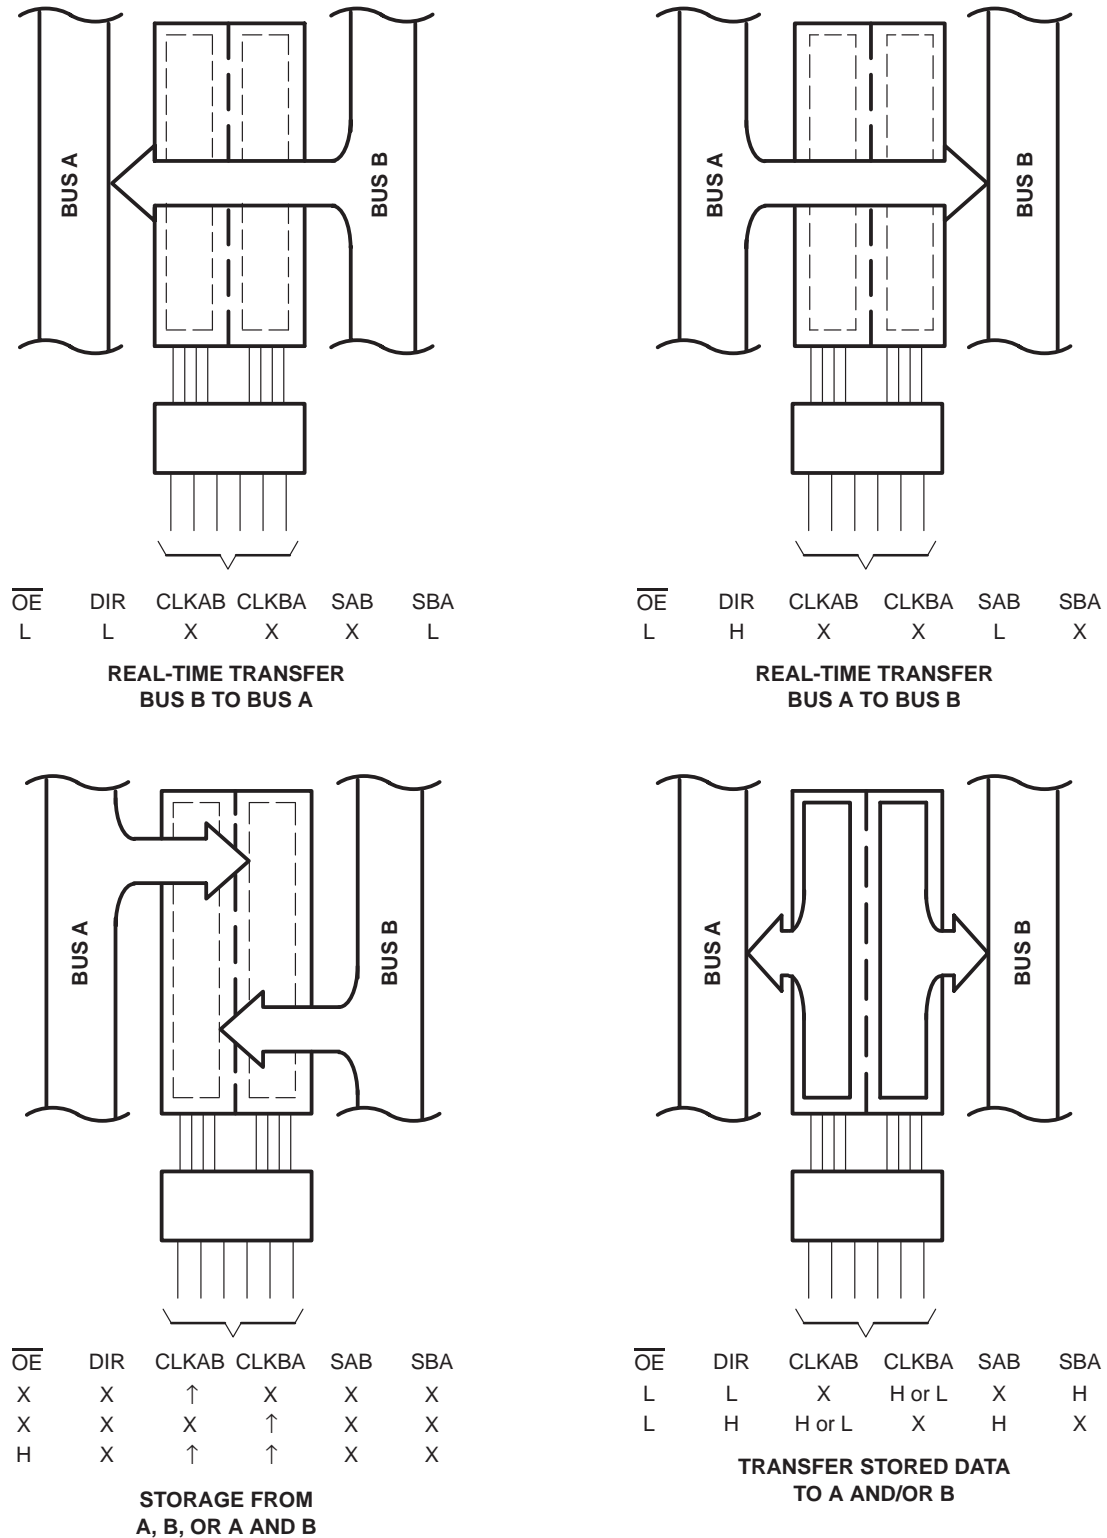 BUS A
BUS B
OE DIR CLKAB CLKBA SAB SBA
L L X X X L
REAL-TIME TRANSFER
BUS B TO BUS A
BUS A
BUS B
OE DIR CLKAB CLKBA SAB SBA
L H X X L X
REAL-TIME TRANSFER
BUS A TO BUS B
BUS A
BUS B
OE DIR CLKAB CLKBA SAB SBA
X X ↑ X X X
X X X ↑ X X
H X ↑ ↑ X X
STORAGE FROM
A, B, OR A AND B
BUS A
BUS B
OE DIR CLKAB CLKBA SAB SBA
L L X H or L X H
L H H or L X H X
TRANSFER STORED DATA
TO A AND/OR B